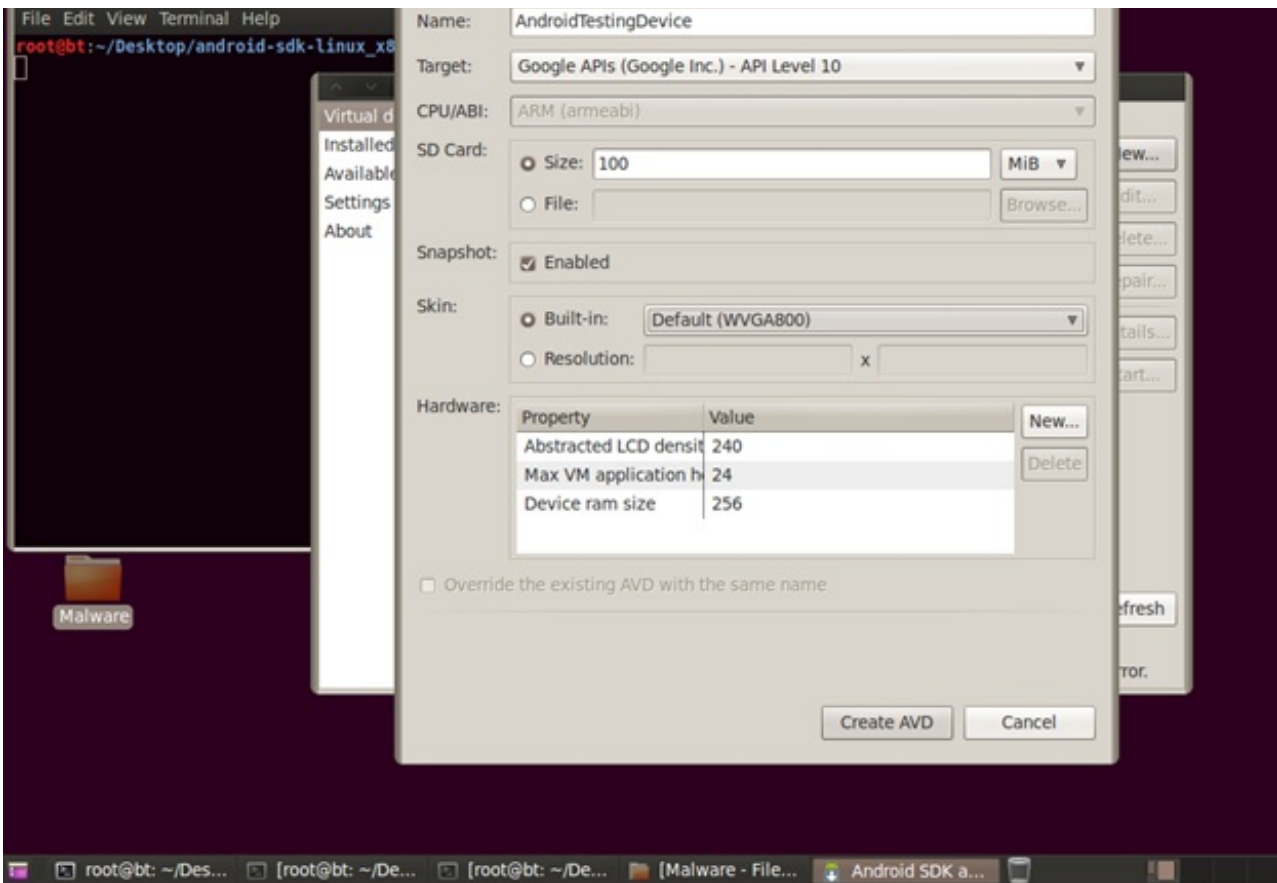 File Edit View Terminal Help
root@bt:~/Desktop/android-sdk-linux_x8
Virtual d
Installed
Available
Settings
About
Name: AndroidTestingDevice
Target: Google APIs (Google Inc.) - API Level 10
CPU/ABI: ARM (armeabi)
SD Card:
Size: 100 MiB
File: Browse...
Snapshot: Enabled
Skin:
Built-in: Default (WVGA800)
Resolution: x
Hardware:
Property Value
Abstracted LCD densit 240
Max VM application h 24
Device ram size 256
New...
Delete
Override the existing AVD with the same name
Create AVD Cancel
ew...
dit...
elete...
epair...
tails...
tart...
efresh
rror.
Malware
root@bt: ~/Des... [root@bt: ~/De... [root@bt: ~/De... [Malware - File... Android SDK a...